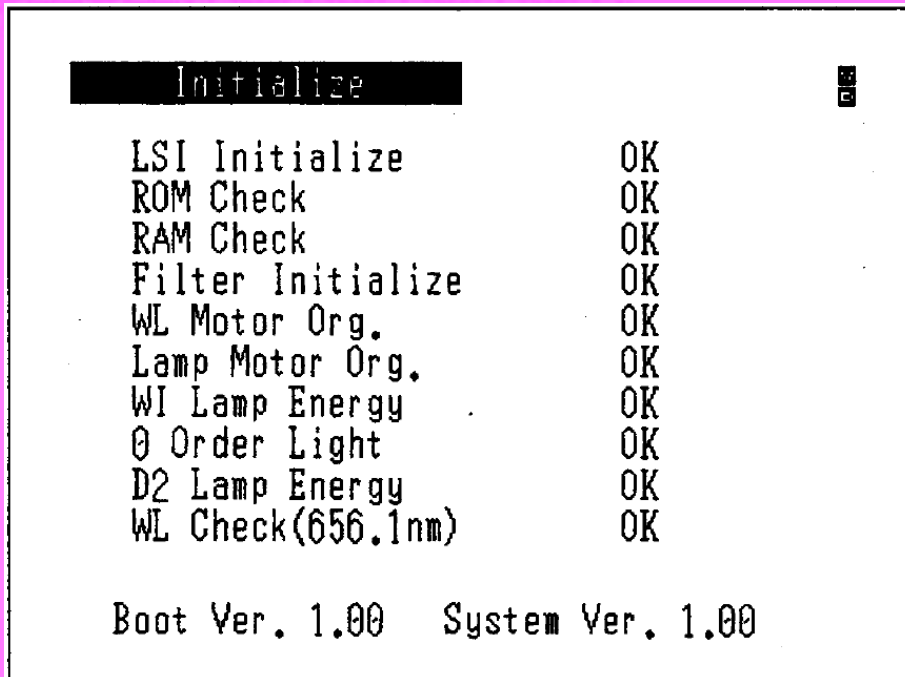 Initialize
LSI Initialize OK
ROM Check OK
RAM Check OK
Filter Initialize OK
WL Motor Org. OK
Lamp Motor Org. OK
WI Lamp Energy OK
0 Order Light OK
D2 Lamp Energy OK
WL Check(656.1nm) OK
Boot Ver. 1.00 System Ver. 1.00